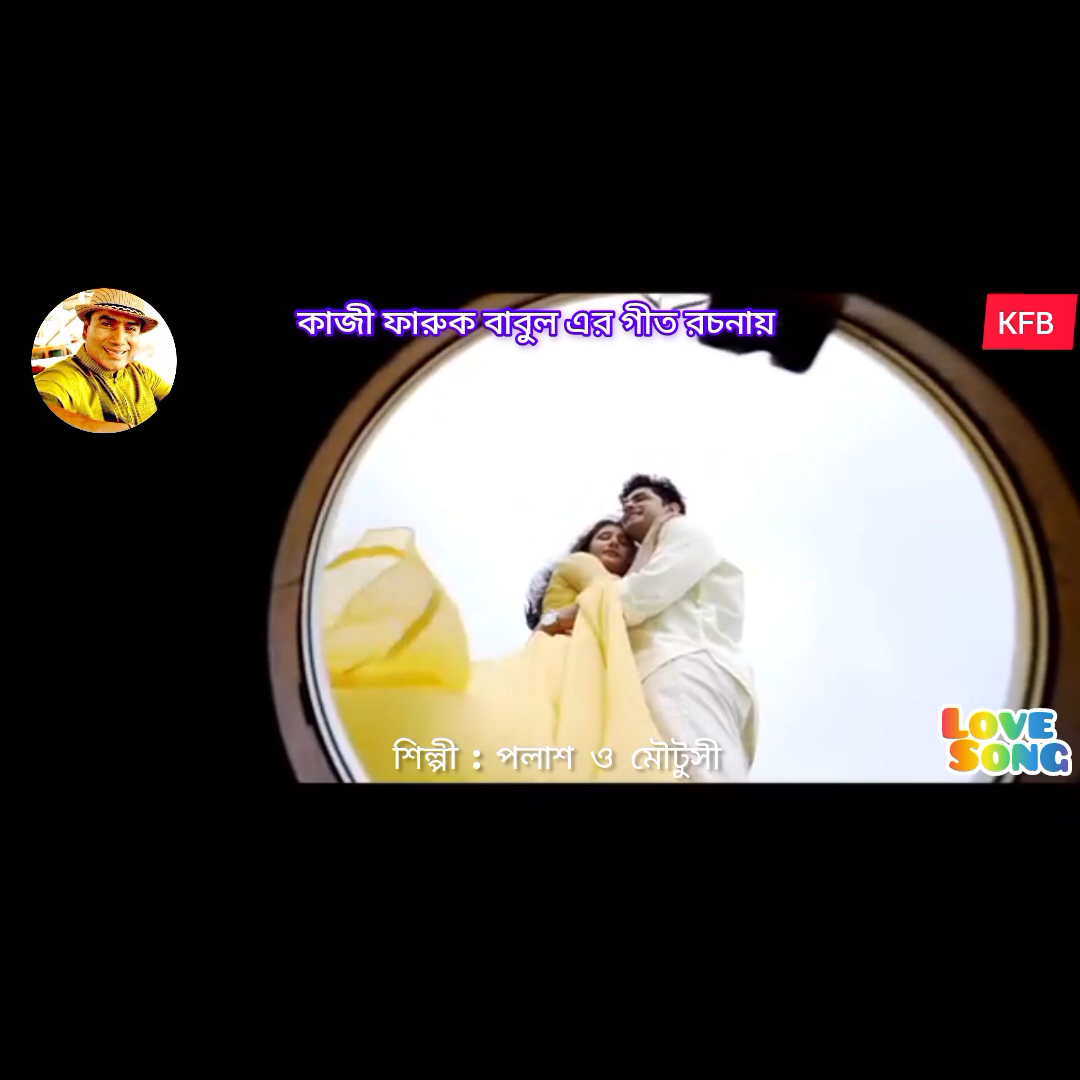 কাজী ফারুক বাবুল এর গীত রচনায়
KFB
LOVE
SONG
শিল্পী : পলাশ ও মৌটুসী